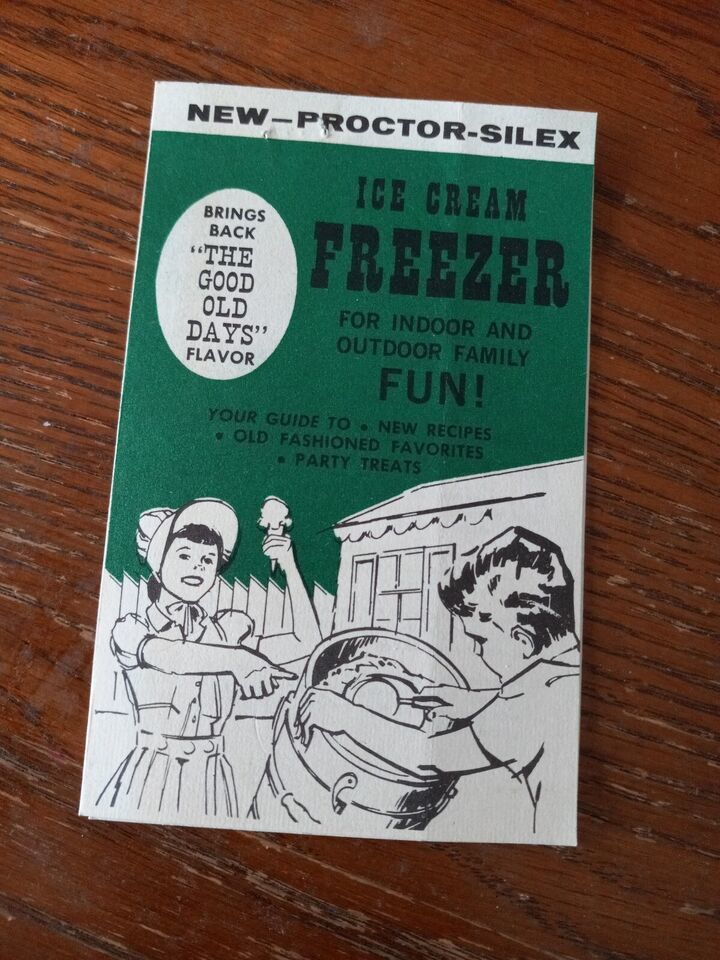 NEW—PROCTOR-SILEX
BRINGS
BACK
“THE
GOOD
OLD
DAYS”
FLAVOR
ICE CREAM
FREEZER
FOR INDOOR AND
OUTDOOR FAMILY
FUN!
YOUR GUIDE TO • NEW RECIPES
• OLD FASHIONED FAVORITES
• PARTY TREATS